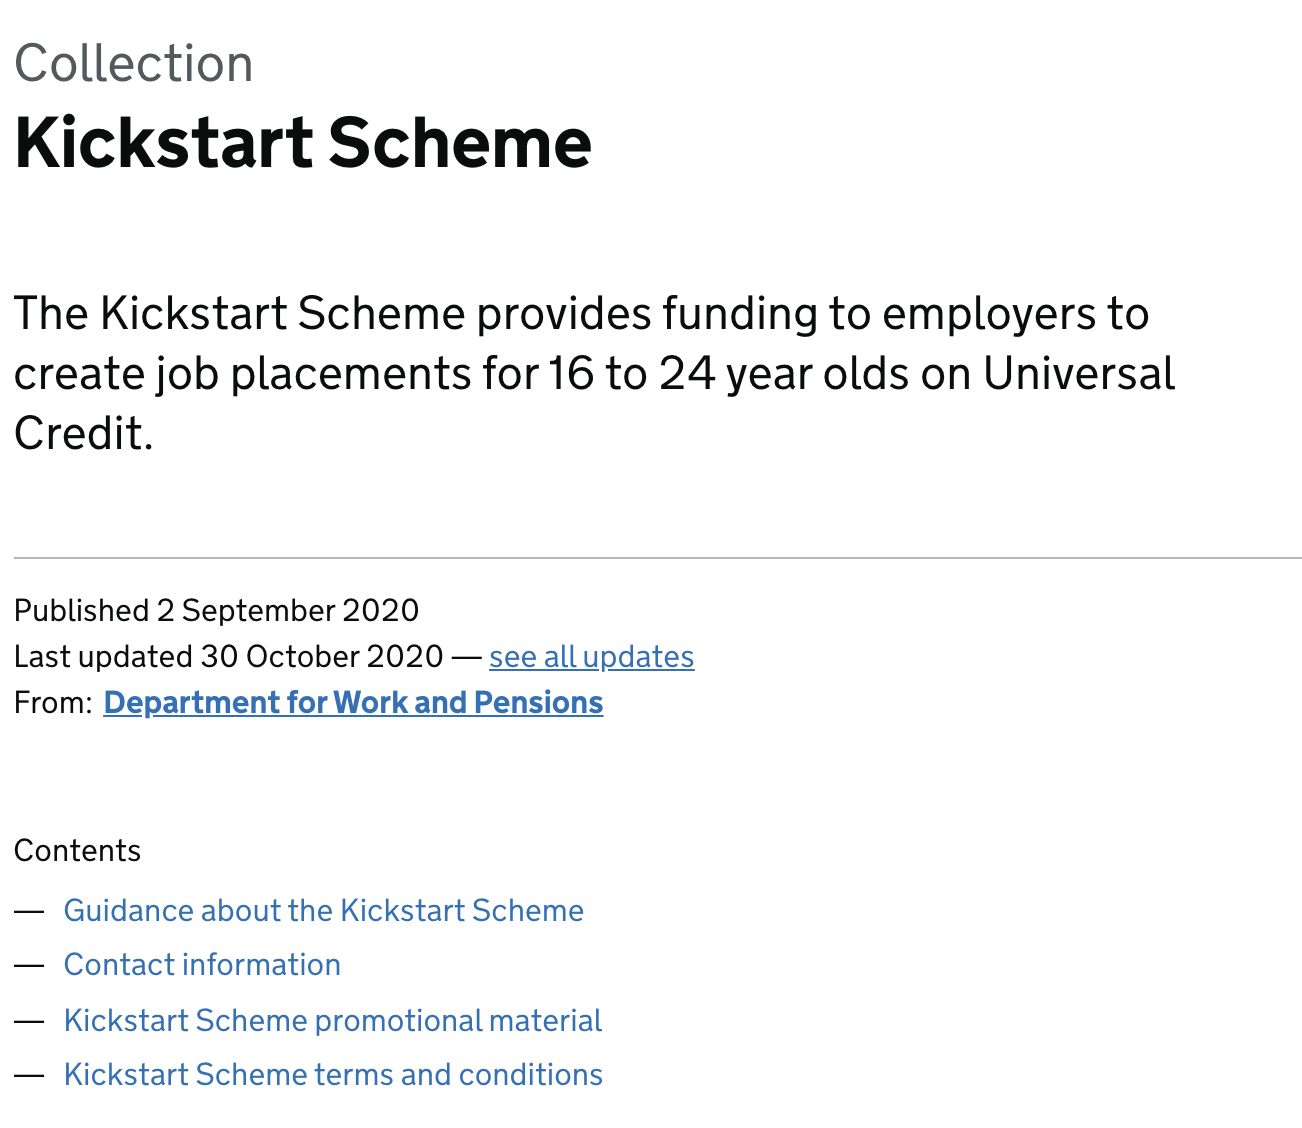 Collection
Kickstart Scheme
The Kickstart Scheme provides funding to employers to
create job placements for 16 to 24 year olds on Universal
Credit.
Published 2 September 2020
Last updated 30 October 2020 — see all updates
From: Department for Work and Pensions
Contents
— Guidance about the Kickstart Scheme
— Contact information
— Kickstart Scheme promotional material
— Kickstart Scheme terms and conditions